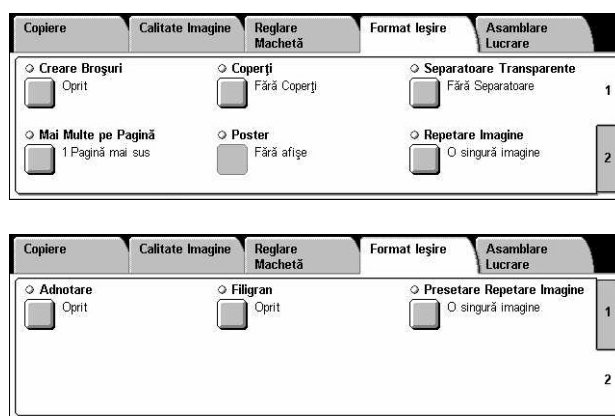 Copiere Calitate Imagine Reglare Machetă Format Ieșire Asamblare Lucrare
Creare Broşuri Coperţi Separatoare Transparente
Oprit Fără Coperţi Fără Separatoare 1
Mai Multe pe Pagină Poster Repetare Imagine
1 Pagină mai sus Fără afişe O singură imagine 2
Copiere Calitate Imagine Reglare Machetă Format Ieșire Asamblare Lucrare
Adnotare Filigran Presetare Repetare Imagine
Oprit Oprit O singură imagine 1
2